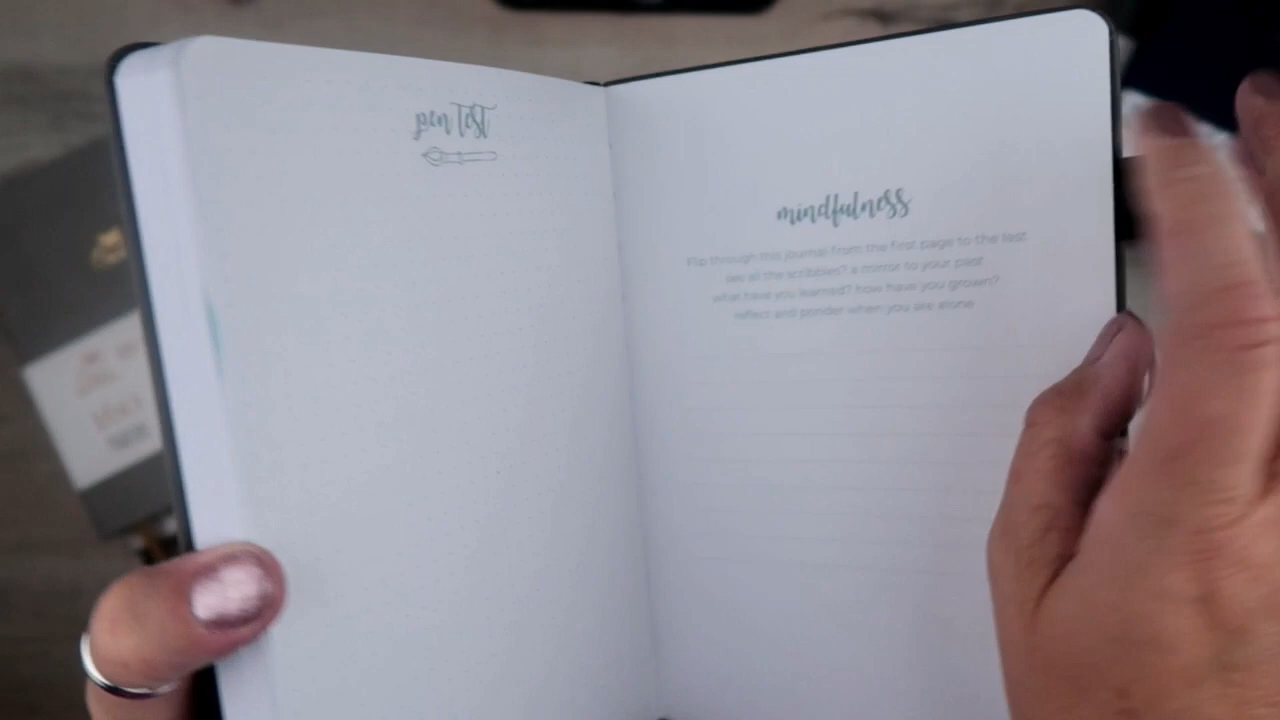 pen test
mindfulness
Flip through this journal from the first page to the last
see all the scribbles? a mirror to your past
what have you learned? how have you grown?
reflect and ponder when you are alone